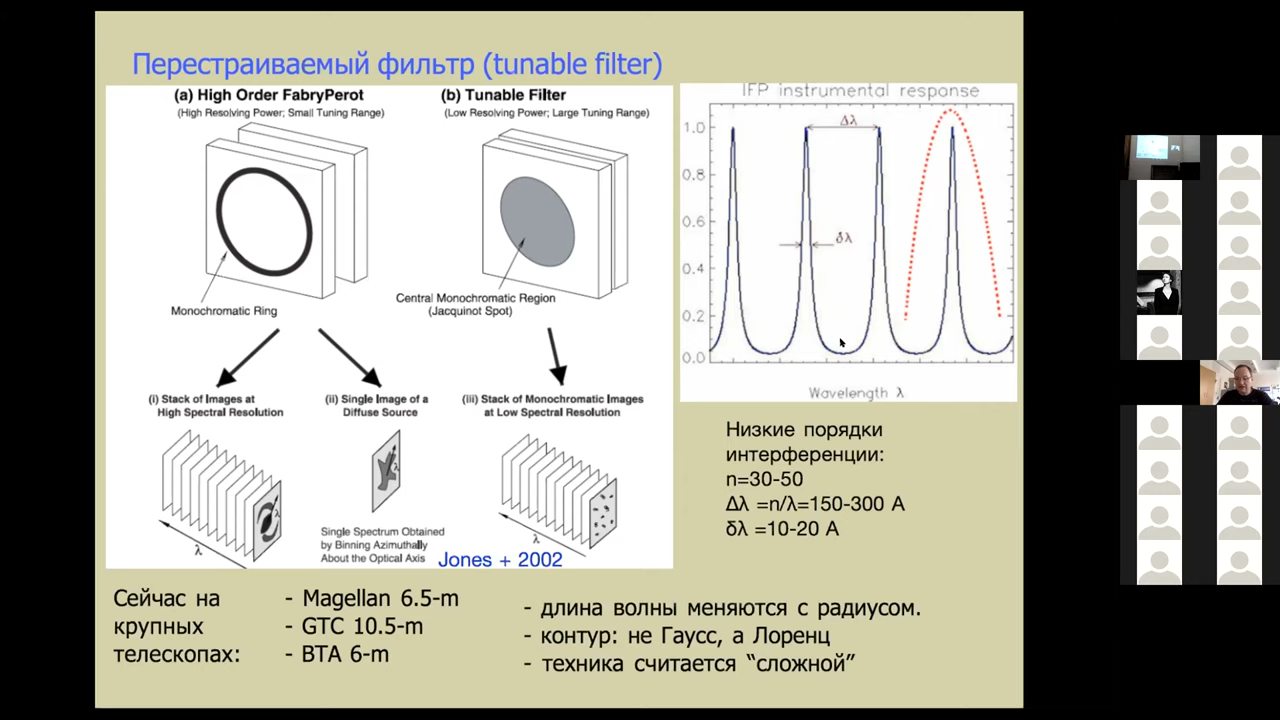 Перестраиваемый фильтр (tunable filter)
(a) High Order FabryPerot
(High Resolving Power; Small Tuning Range)
(b) Tunable Filter
(Low Resolving Power; Large Tuning Range)
Monochromatic Ring
Central Monochromatic Region
(Jacquinot Spot)
(i) Stack of Images at
High Spectral Resolution
(ii) Single Image of a
Diffuse Source
(iii) Stack of Monochromatic Images
at Low Spectral Resolution
λ
λ
λ
λ
Single Spectrum Obtained
by Binning Azimuthally
About the Optical Axis
Jones + 2002
IFP instrumental response
1.0
0.8
0.6
0.4
0.2
0.0
Δλ
δλ
Wavelength λ
Низкие порядки
интерференции:
n=30-50
Δλ =n/λ=150-300 A
δλ =10-20 A
Сейчас на
крупных
телескопах:
- Magellan 6.5-m
- GTC 10.5-m
- BTA 6-m
- длина волны меняются с радиусом.
- контур: не Гаусс, а Лоренц
- техника считается “сложной”